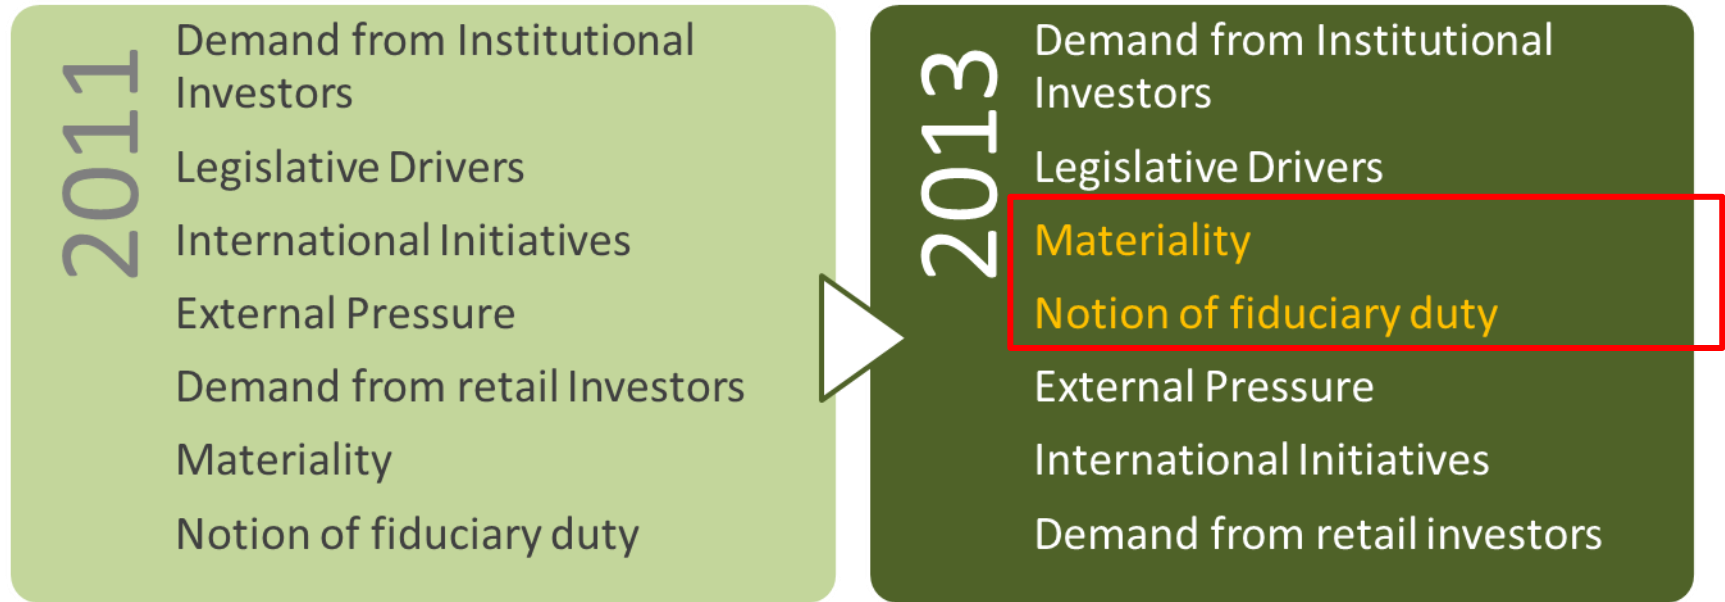 2011
Demand from Institutional
Investors
Legislative Drivers
International Initiatives
External Pressure
Demand from retail Investors
Materiality
Notion of fiduciary duty
2013
Demand from Institutional
Investors
Legislative Drivers
Materiality
Notion of fiduciary duty
External Pressure
International Initiatives
Demand from retail investors